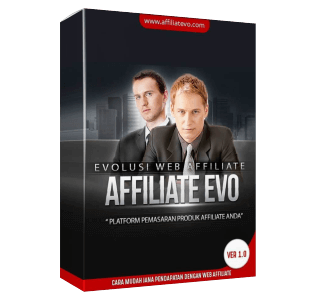 www.affiliatevo.com
EVOLUSI WEB AFFILIATE
AFFILIATE EVO
" PLATFORM PEMASARAN PRODUK AFFILIATE ANDA"
VER 1.0
CARA MUDAH JANA PENDAPATAN DENGAN WEB AFFILIATE